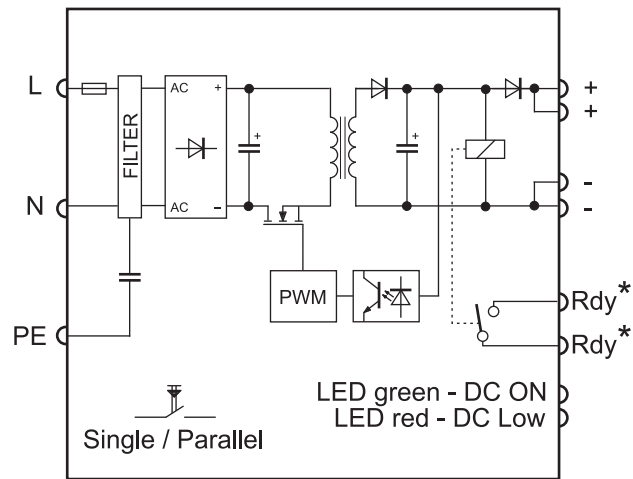 L
N
PE
FILTER
AC +
AC -
+
+
+
+
-
-
PWM
Rdy*
Rdy*
LED green - DC ON
LED red - DC Low
Single / Parallel